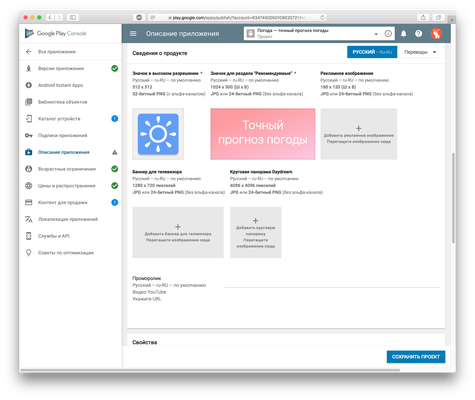 play.google.com/apps/publish/?account=
Google Play Console
Описание приложения
Погода — точный прогноз погоды
Проект
Все приложения
Версии приложения
Android Instant Apps
Библиотека объектов
Каталог устройств
Подписи приложений
Описание приложения
Возрастные ограничения
Цены и распространение
Контент для продажи
Локализация приложений
Службы и API
Советы по оптимизации
Сведения о продукте
РУССКИЙ – ru-RU
Переводы
Значок в высоком разрешении *
Русский – ru-RU – по умолчанию
512 x 512
32-битный PNG (с альфа-каналом)
Значок для раздела "Рекомендуемые" *
Русский – ru-RU – по умолчанию
1024 x 500 (Ш x В)
JPG или 24-битный PNG (без альфа-канала)
Рекламное изображение
Русский – ru-RU – по умолчанию
180 x 120 (Ш x В)
JPG или 24-битный PNG (без альфа-канала)
Точный
прогноз погоды
Добавить рекламное изображение
Перетащите изображение сюда
Баннер для телевизора
Русский – ru-RU – по умолчанию
1280 x 720 пикселей
JPG или 24-битный PNG (без альфа-канала)
Круговая панорама Daydream
Русский – ru-RU – по умолчанию
4096 x 4096 пикселей
JPG или 24-битный PNG (без альфа-канала)
Добавить баннер для телевизора
Перетащите изображение сюда
Добавить круговую
панораму
Перетащите
изображение сюда
Проморолик
Русский – ru-RU – по умолчанию
Видео YouTube
Укажите URL
Свойства
СОХРАНИТЬ ПРОЕКТ